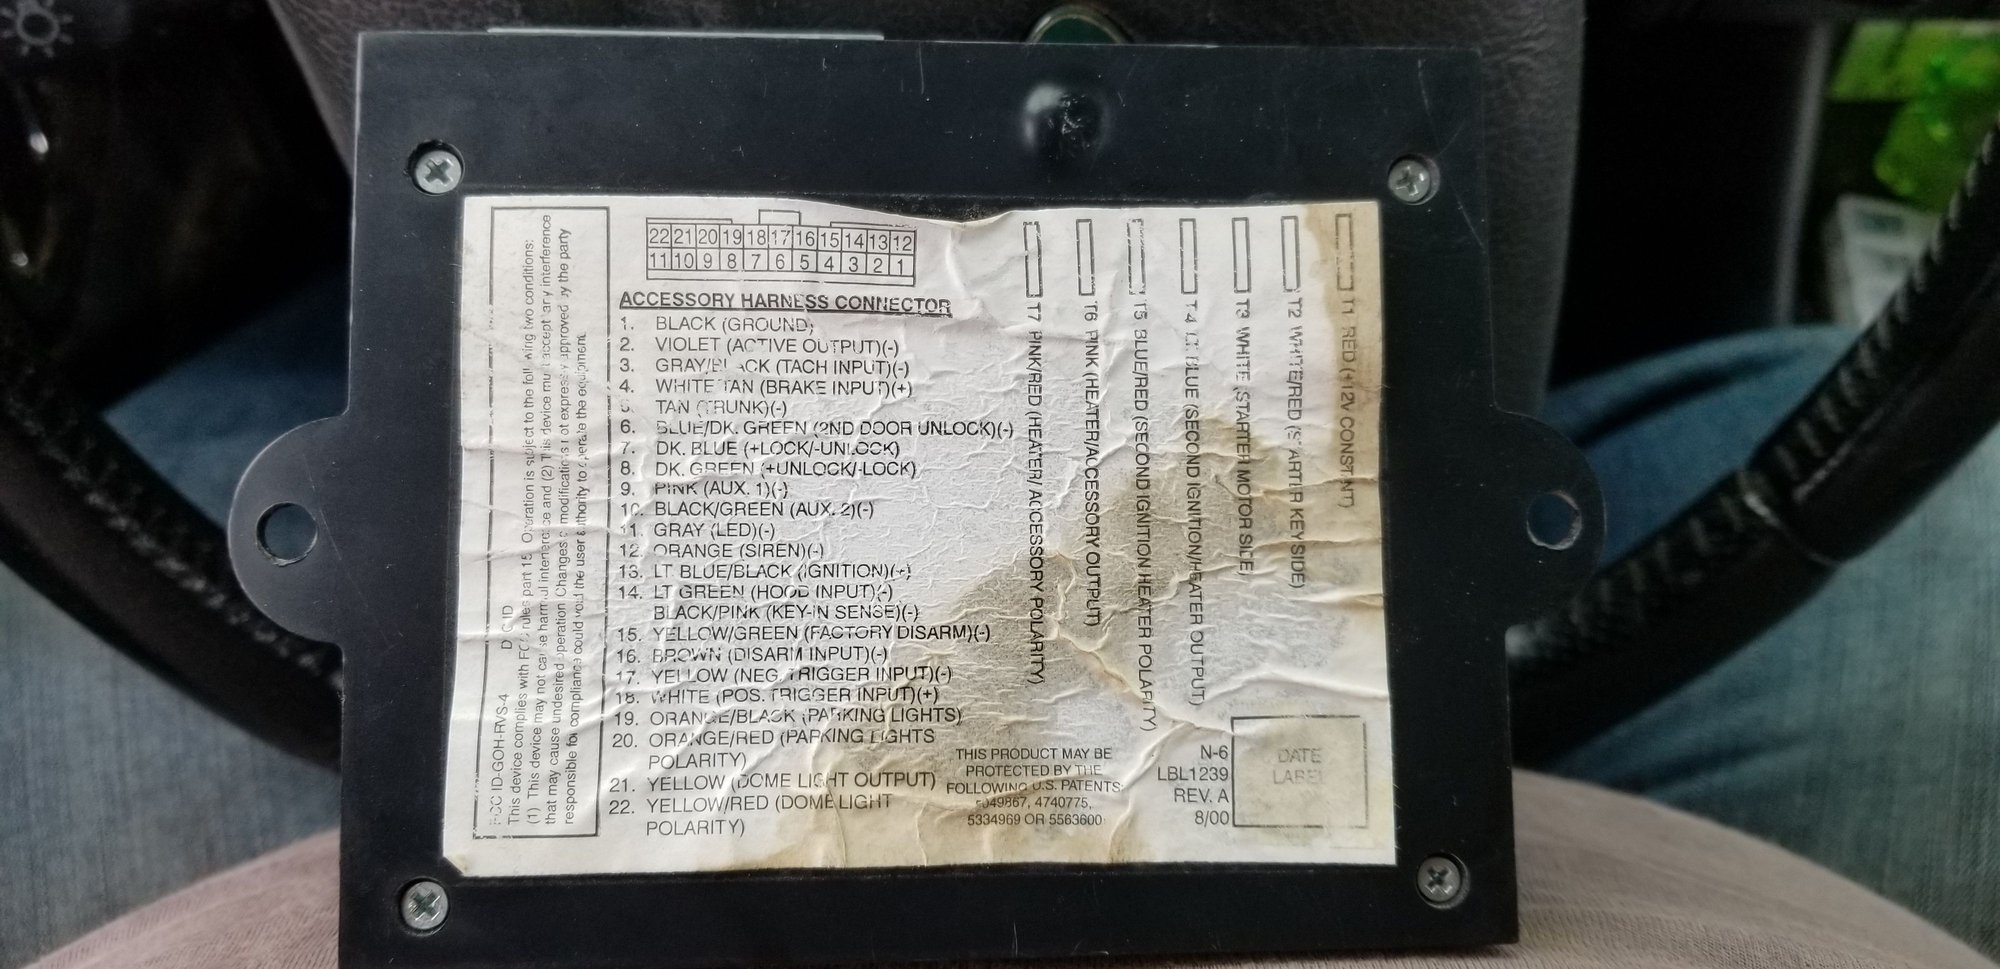 FCC ID-GOH-RVS-4
This device complies with FCC rules part 15. Operation is subject to the following two conditions:
(1) This device may not cause harmful interference and (2) This device must accept any interference
that may cause undesired operation Changes modifications not expressly approved by the party
responsible for compliance could void the user authority to operate the equipment.
22 21 20 19 18 17 16 15 14 13 12
11 10 9 8 7 6 5 4 3 2 1
ACCESSORY HARNESS CONNECTOR
1. BLACK (GROUND)
2. VIOLET (ACTIVE OUTPUT)(-)
3. GRAY/BLACK (TACH INPUT)(-)
4. WHITE/TAN (BRAKE INPUT)(+)
5. TAN (TRUNK)(-)
6. BLUE/DK. GREEN (2ND DOOR UNLOCK)(-)
7. DK. BLUE (+LOCK/-UNLOCK)
8. DK. GREEN (+UNLOCK/-LOCK)
9. PINK (AUX. 1)(-)
10. BLACK/GREEN (AUX. 2)(-)
11. GRAY (LED)(-)
12. ORANGE (SIREN)(-)
13. LT BLUE/BLACK (IGNITION)(+)
14. LT GREEN (HOOD INPUT)(-)
BLACK/PINK (KEY-IN SENSE)(-)
15. YELLOW/GREEN (FACTORY DISARM)(-)
16. BROWN (DISARM INPUT)(-)
17. YELLOW (NEG. TRIGGER INPUT)(-)
18. WHITE (POS. TRIGGER INPUT)(+)
19. ORANGE/BLACK (PARKING LIGHTS)
20. ORANGE/RED (PARKING LIGHTS
POLARITY)
21. YELLOW (DOME LIGHT OUTPUT)
22. YELLOW/RED (DOME LIGHT
POLARITY)
T7 PINK/RED (HEATER/ ACCESSORY POLARITY)
T6 PINK (HEATER/ACCESSORY OUTPUT)
T5 BLUE/RED (SECOND IGNITION HEATER POLARITY)
T4 LT BLUE (SECOND IGNITION/HEATER OUTPUT)
T3 WHITE (STARTER MOTOR SIDE)
T2 WHITE/RED (STARTER KEY SIDE)
T1 RED (+12V CONSTANT)
THIS PRODUCT MAY BE
PROTECTED BY THE
FOLLOWING U.S. PATENTS:
4740775,
5334969 OR 5563600
N-6
LBL1239
REV. A
8/00
DATE
LABEL